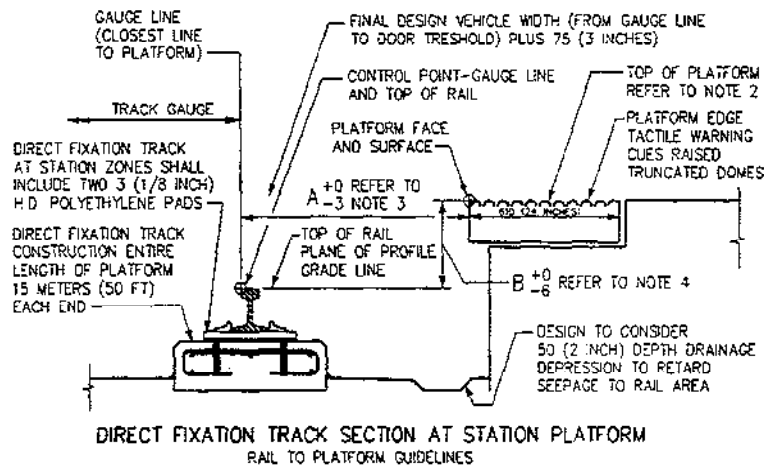 GAUGE LINE
(CLOSEST LINE
TO PLATFORM)
FINAL DESIGN VEHICLE WIDTH (FROM GAUGE LINE
TO DOOR TRESHOLD) PLUS 75 (3 INCHES)
CONTROL POINT-GAUGE LINE
AND TOP OF RAIL
TOP OF PLATFORM
REFER TO NOTE 2
TRACK GAUGE
PLATFORM FACE
AND SURFACE
PLATFORM EDGE
TACTILE WARNING
CUES RAISED
TRUNCATED DOMES
DIRECT FIXATION TRACK
AT STATION ZONES SHALL
INCLUDE TWO 3 (1/8 INCH)
H.D. POLYETHYLENE PADS
A +0 REFER TO
-3 NOTE 3
610 (24 INCHES)
DIRECT FIXATION TRACK
CONSTRUCTION ENTIRE
LENGTH OF PLATFORM
15 METERS (50 FT)
EACH END
TOP OF RAIL
PLANE OF PROFILE
GRADE LINE
B +0 REFER TO NOTE 4
-6
DESIGN TO CONSIDER
50 (2 INCH) DEPTH DRAINAGE
DEPRESSION TO RETARD
SEEPAGE TO RAIL AREA
DIRECT FIXATION TRACK SECTION AT STATION PLATFORM
RAIL TO PLATFORM GUIDELINES